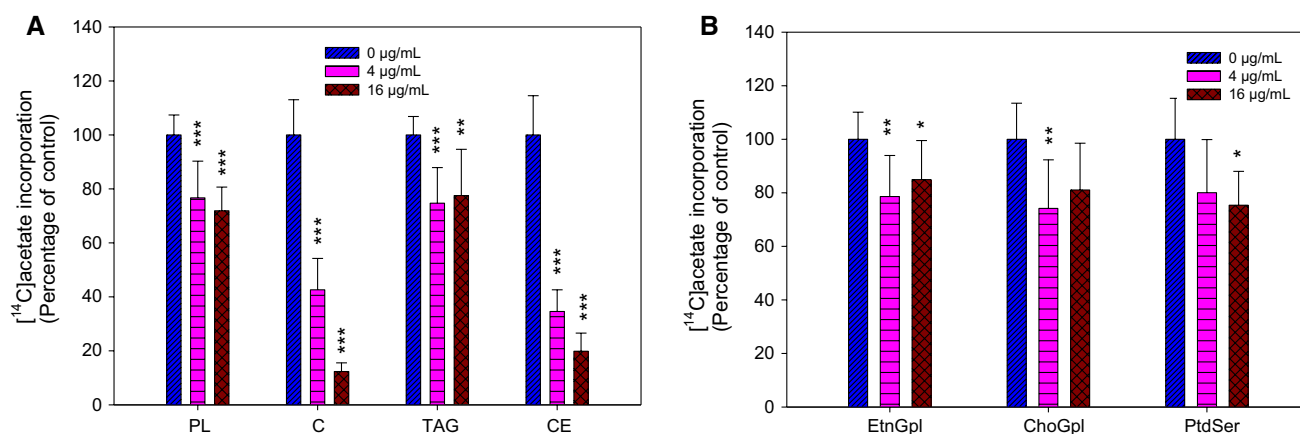 A
[¹⁴C]acetate incorporation
(Percentage of control)
140
120
100
80
60
40
20
0
0 µg/mL
4 µg/mL
16 µg/mL
*** ***
*** ***
*** **
*** ***
PL C TAG CE
B
[¹⁴C]acetate incorporation
(Percentage of control)
140
120
100
80
60
40
20
0
0 µg/mL
4 µg/mL
16 µg/mL
** *
**
*
EtnGpl ChoGpl PtdSer